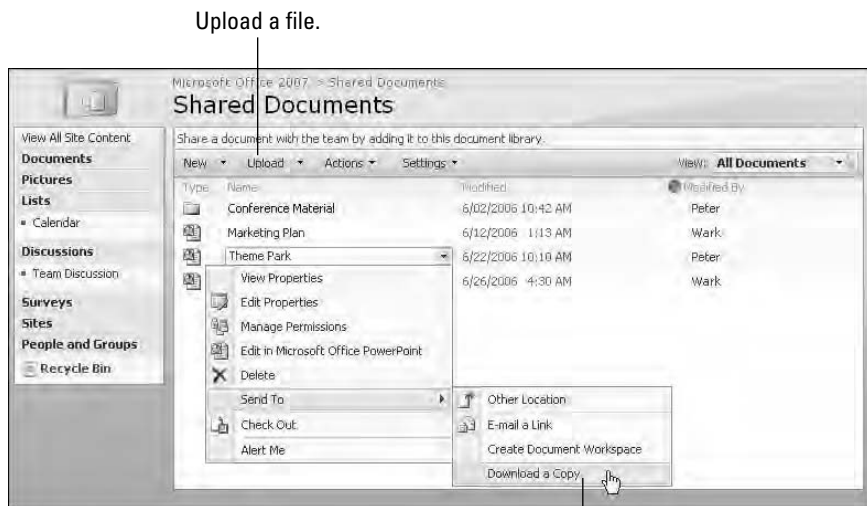 Upload a file.
Microsoft Office 2007 > Shared Documents
Shared Documents
View All Site Content
Documents
Pictures
Lists
Calendar
Discussions
Team Discussion
Surveys
Sites
People and Groups
Recycle Bin
Share a document with the team by adding it to this document library.
New Upload Actions Settings View: All Documents
Type Name Modified Modified By
Conference Material 6/02/2006 10:42 AM Peter
Marketing Plan 6/12/2006 1:13 AM Wark
Theme Park 6/22/2006 10:10 AM Peter
6/26/2006 4:30 AM Wark
View Properties
Edit Properties
Manage Permissions
Edit in Microsoft Office PowerPoint
Delete
Send To
Check Out
Alert Me
Other Location
E-mail a Link
Create Document Workspace
Download a Copy